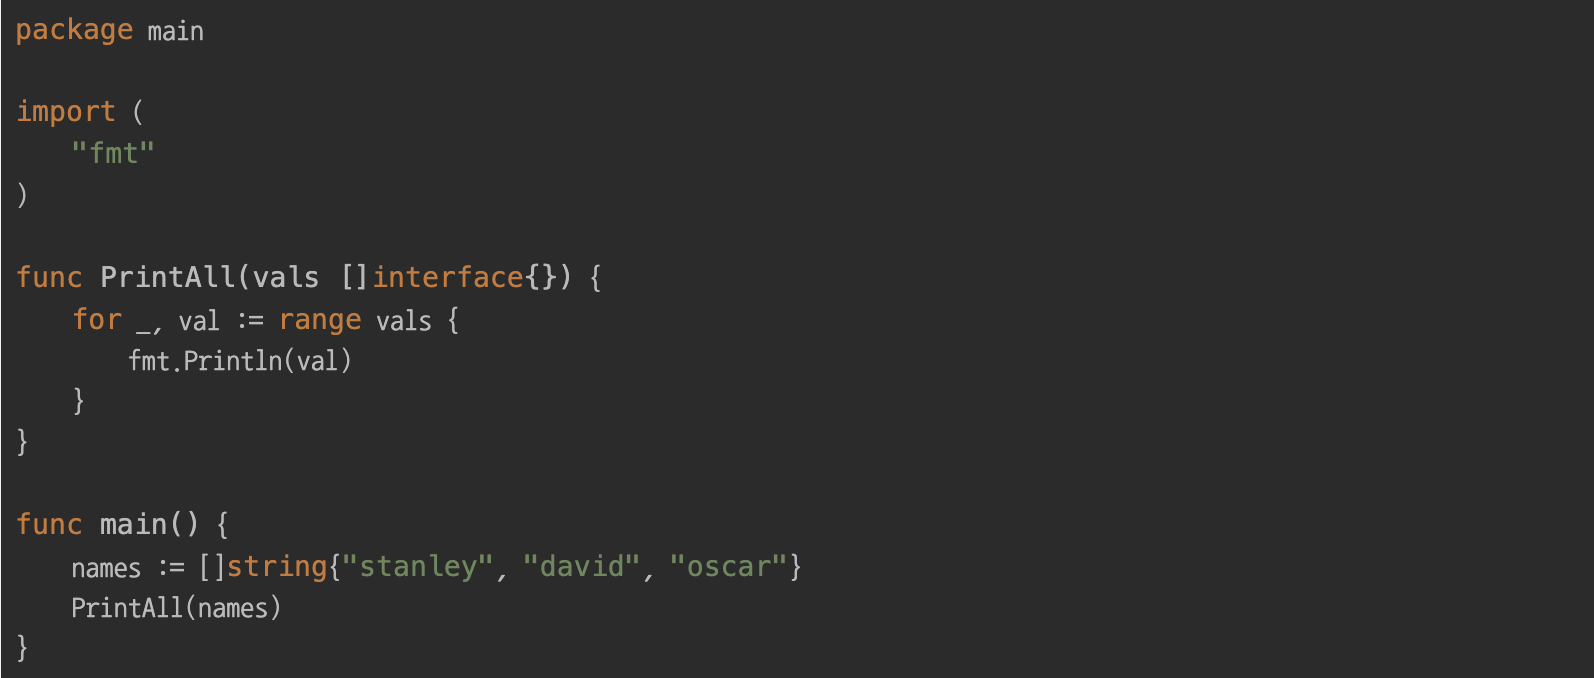 package main
import (
"fmt"
)
func PrintAll(vals []interface{}) {
for _, val := range vals {
fmt.Println(val)
}
}
func main() {
names := []string{"stanley", "david", "oscar"}
PrintAll(names)
}